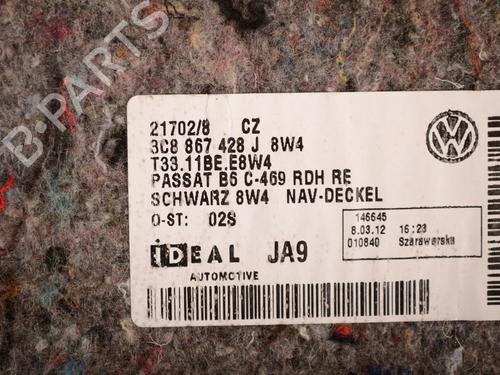 21702/8 CZ
3C8 867 428 J 8W4
T33.11BE.E8W4
PASSAT B6 C-469 RDH RE
SCHWARZ 8W4 NAV-DECKEL
O-ST: 028
iDEAL JA9
AUTOMOTIVE
146645
8.03.12 16:23
010840 Szarawarska
B-PARTS